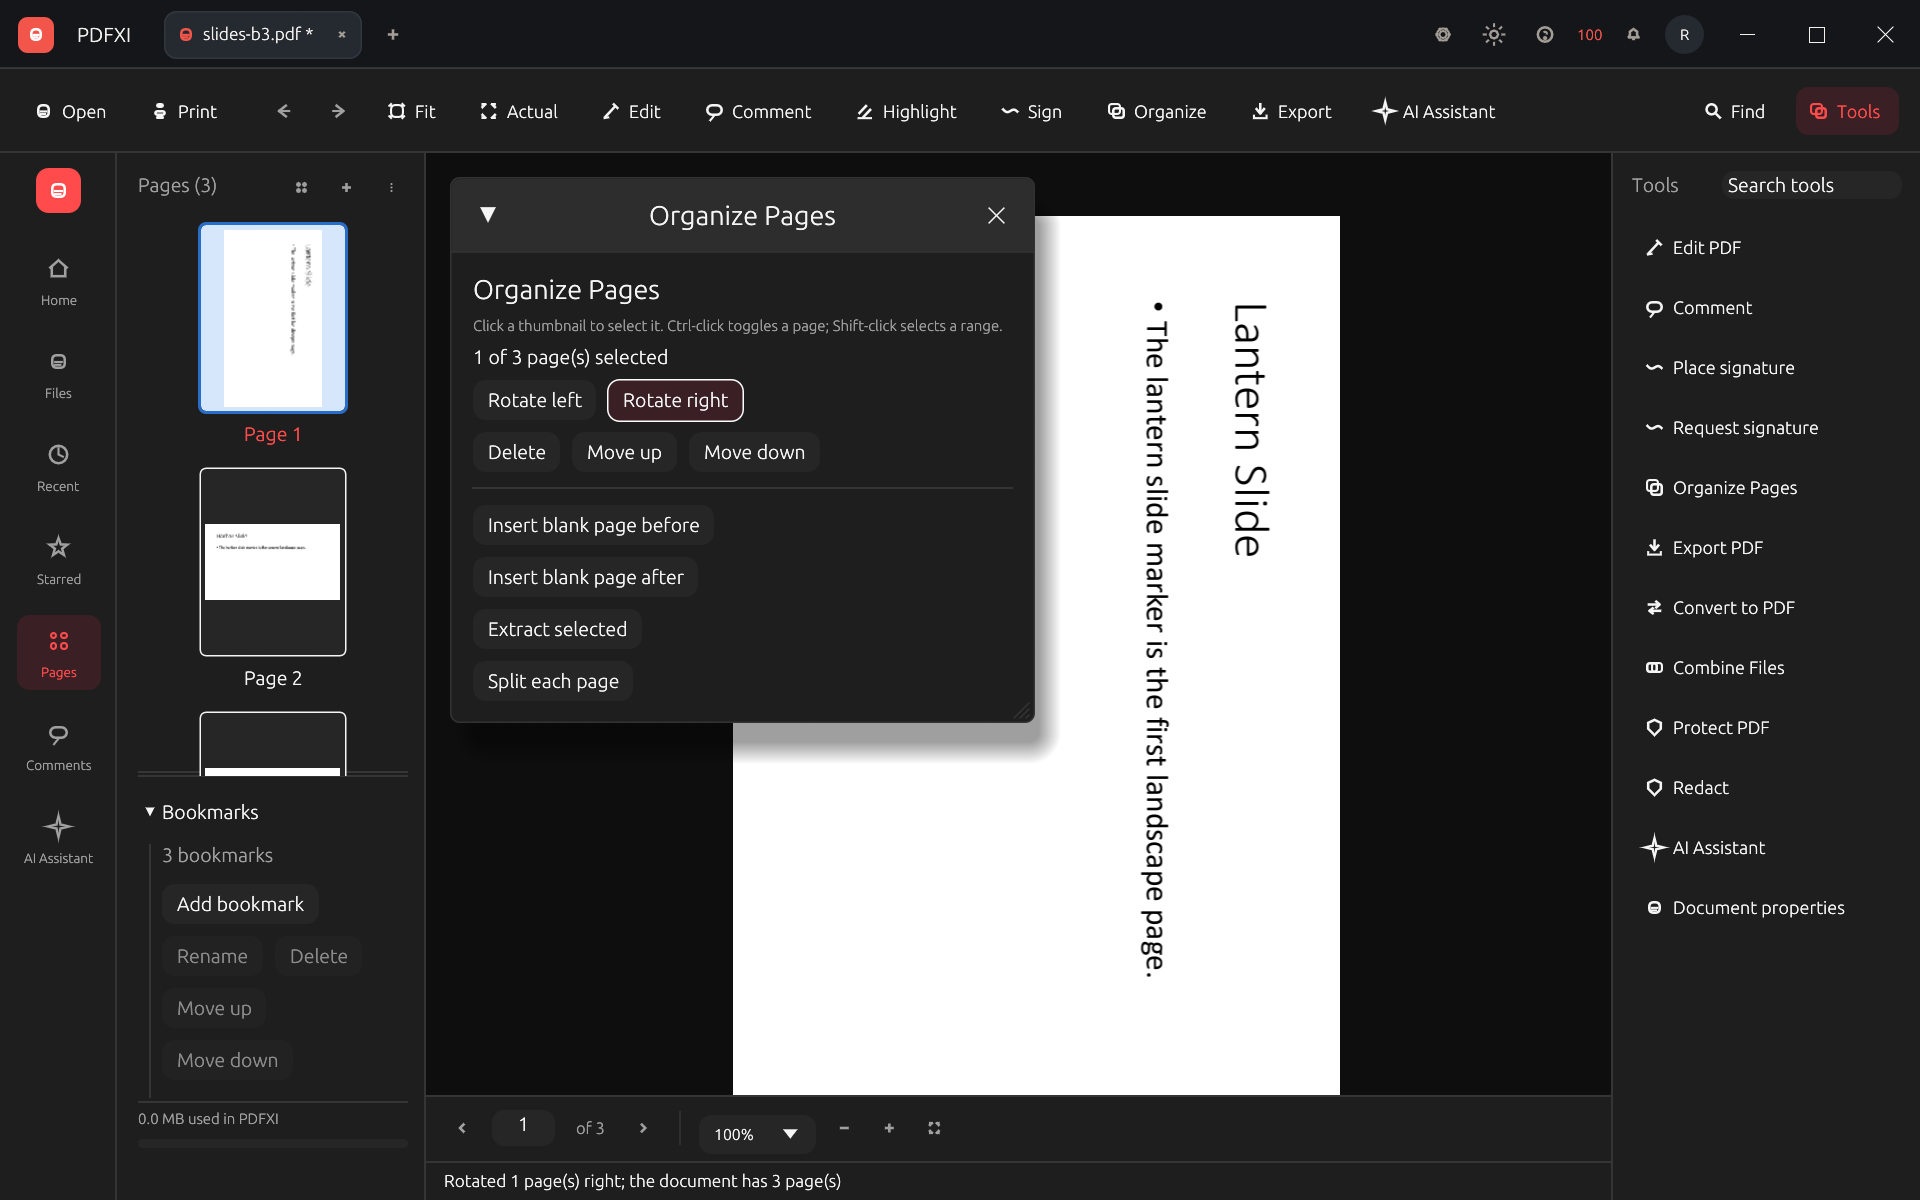 PDFXI
slides-b3.pdf *
100
R
Open
Print
Fit
Actual
Edit
Comment
Highlight
Sign
Organize
Export
AI Assistant
Find
Tools
Home
Files
Recent
Starred
Pages
Comments
AI Assistant
Pages (3)
Page 1
Page 2
Bookmarks
3 bookmarks
Add bookmark
Rename
Delete
Move up
Move down
0.0 MB used in PDFXI
Organize Pages
Organize Pages
Click a thumbnail to select it. Ctrl-click toggles a page; Shift-click selects a range.
1 of 3 page(s) selected
Rotate left
Rotate right
Delete
Move up
Move down
Insert blank page before
Insert blank page after
Extract selected
Split each page
Lantern Slide
• The lantern slide marker is the first landscape page.
1
of 3
100%
Rotated 1 page(s) right; the document has 3 page(s)
Tools
Search tools
Edit PDF
Comment
Place signature
Request signature
Organize Pages
Export PDF
Convert to PDF
Combine Files
Protect PDF
Redact
AI Assistant
Document properties